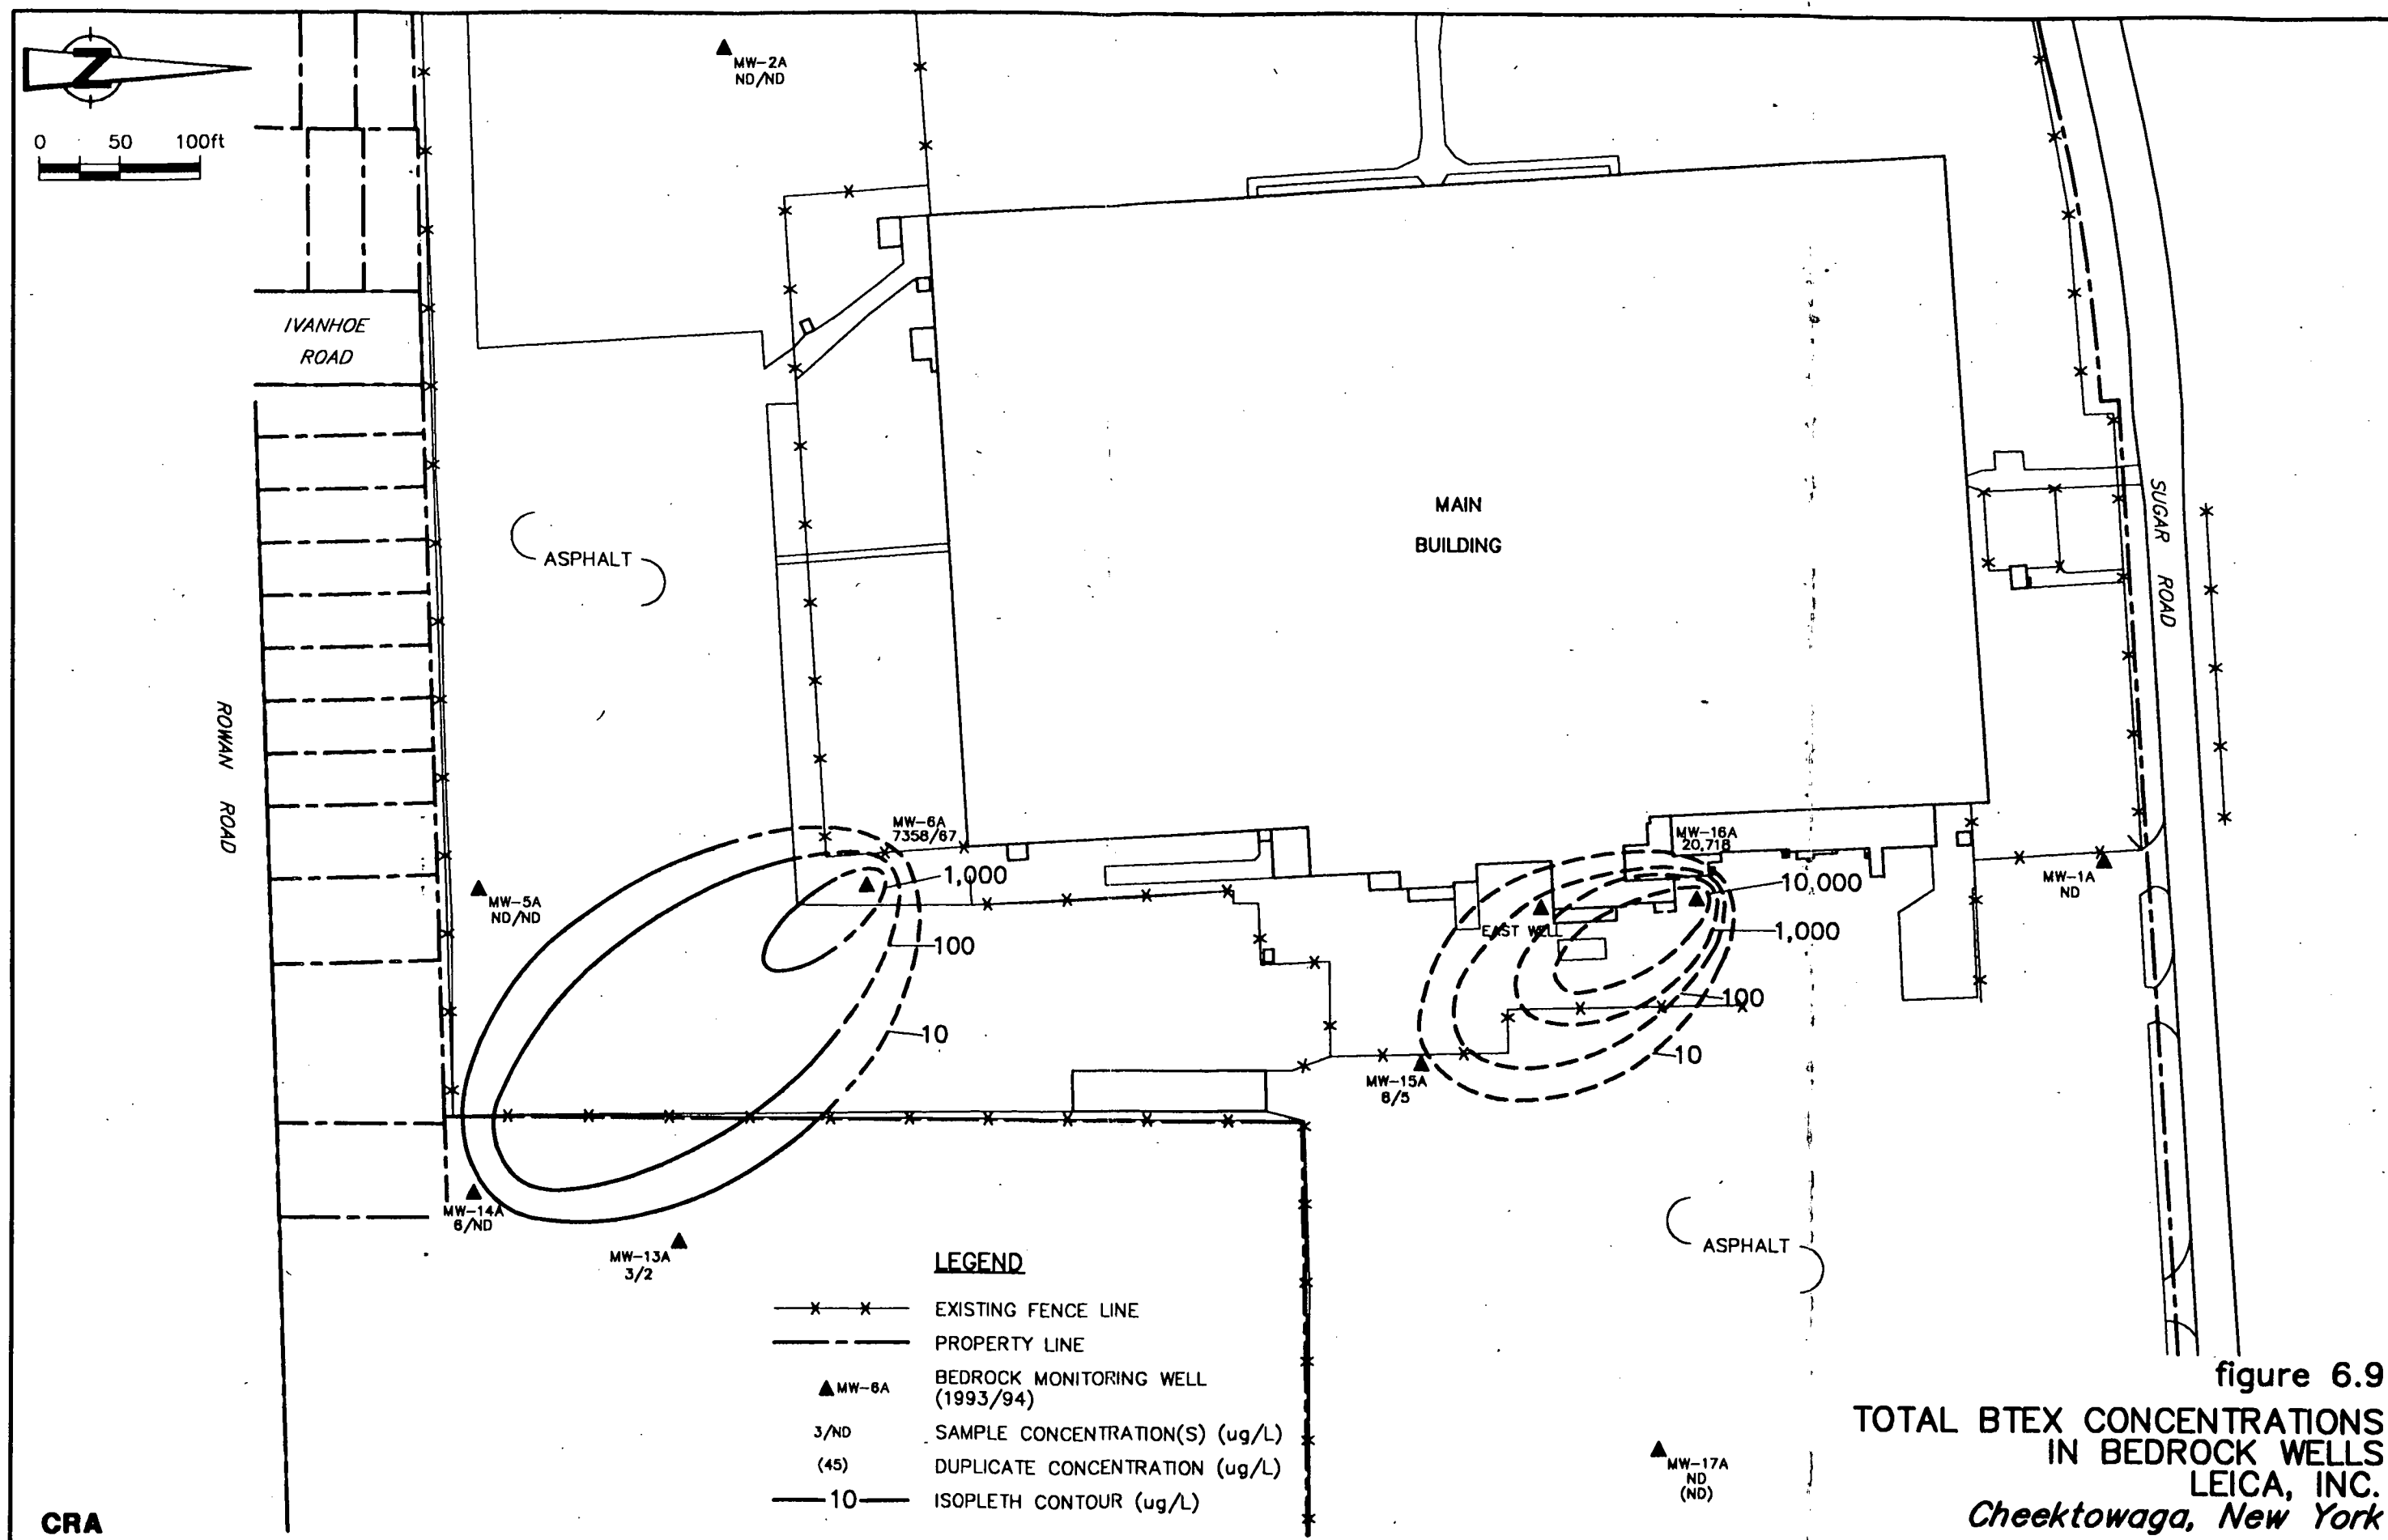 Z
0 50 100ft
MW-2A
ND/ND
IVANHOE
ROAD
ASPHALT
MAIN
BUILDING
SUGAR ROAD
ROWAN ROAD
MW-6A
7358/67
1,000
100
10
MW-5A
ND/ND
MW-16A
20,718
10,000
1,000
100
10
EAST WELL
MW-1A
ND
MW-15A
6/5
MW-14A
6/ND
MW-13A
3/2
ASPHALT
MW-17A
ND
(ND)
LEGEND
EXISTING FENCE LINE
PROPERTY LINE
MW-6A BEDROCK MONITORING WELL
(1993/94)
3/ND SAMPLE CONCENTRATION(S) (ug/L)
(45) DUPLICATE CONCENTRATION (ug/L)
10 ISOPLETH CONTOUR (ug/L)
figure 6.9
TOTAL BTEX CONCENTRATIONS
IN BEDROCK WELLS
LEICA, INC.
Cheektowaga, New York
CRA